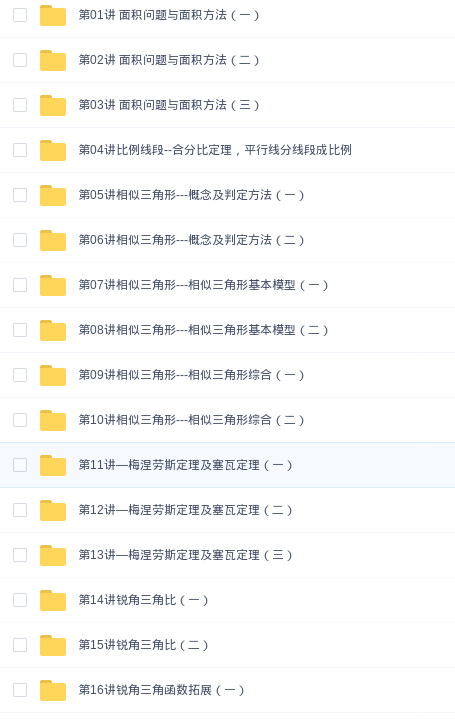 第01讲 面积问题与面积方法（一）
第02讲 面积问题与面积方法（二）
第03讲 面积问题与面积方法（三）
第04讲比例线段--合分比定理，平行线分线段成比例
第05讲相似三角形---概念及判定方法（一）
第06讲相似三角形---概念及判定方法（二）
第07讲相似三角形---相似三角形基本模型（一）
第08讲相似三角形---相似三角形基本模型（二）
第09讲相似三角形---相似三角形综合（一）
第10讲相似三角形---相似三角形综合（二）
第11讲—梅涅劳斯定理及塞瓦定理（一）
第12讲—梅涅劳斯定理及塞瓦定理（二）
第13讲—梅涅劳斯定理及塞瓦定理（三）
第14讲锐角三角比（一）
第15讲锐角三角比（二）
第16讲锐角三角函数拓展（一）